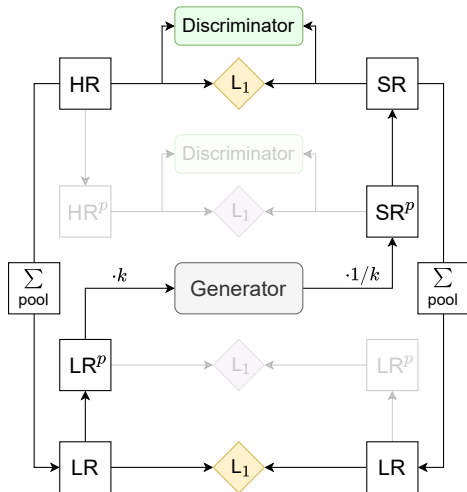 Discriminator
HR
L₁
SR
Discriminator
HRᵖ
L₁
SRᵖ
∑
pool
·k
Generator
·1/k
∑
pool
LRᵖ
L₁
LRᵖ
LR
L₁
LR